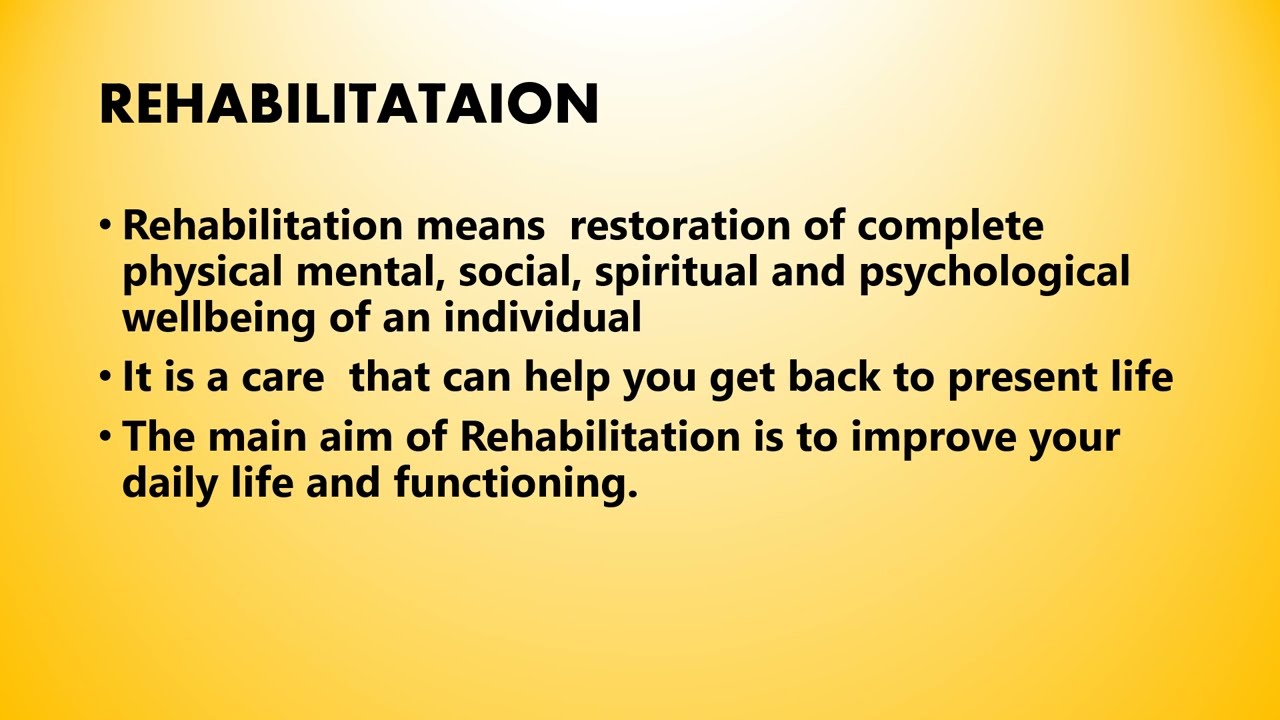 REHABILITATAION
• Rehabilitation means  restoration of complete
physical mental, social, spiritual and psychological
wellbeing of an individual
• It is a care  that can help you get back to present life
• The main aim of Rehabilitation is to improve your
daily life and functioning.